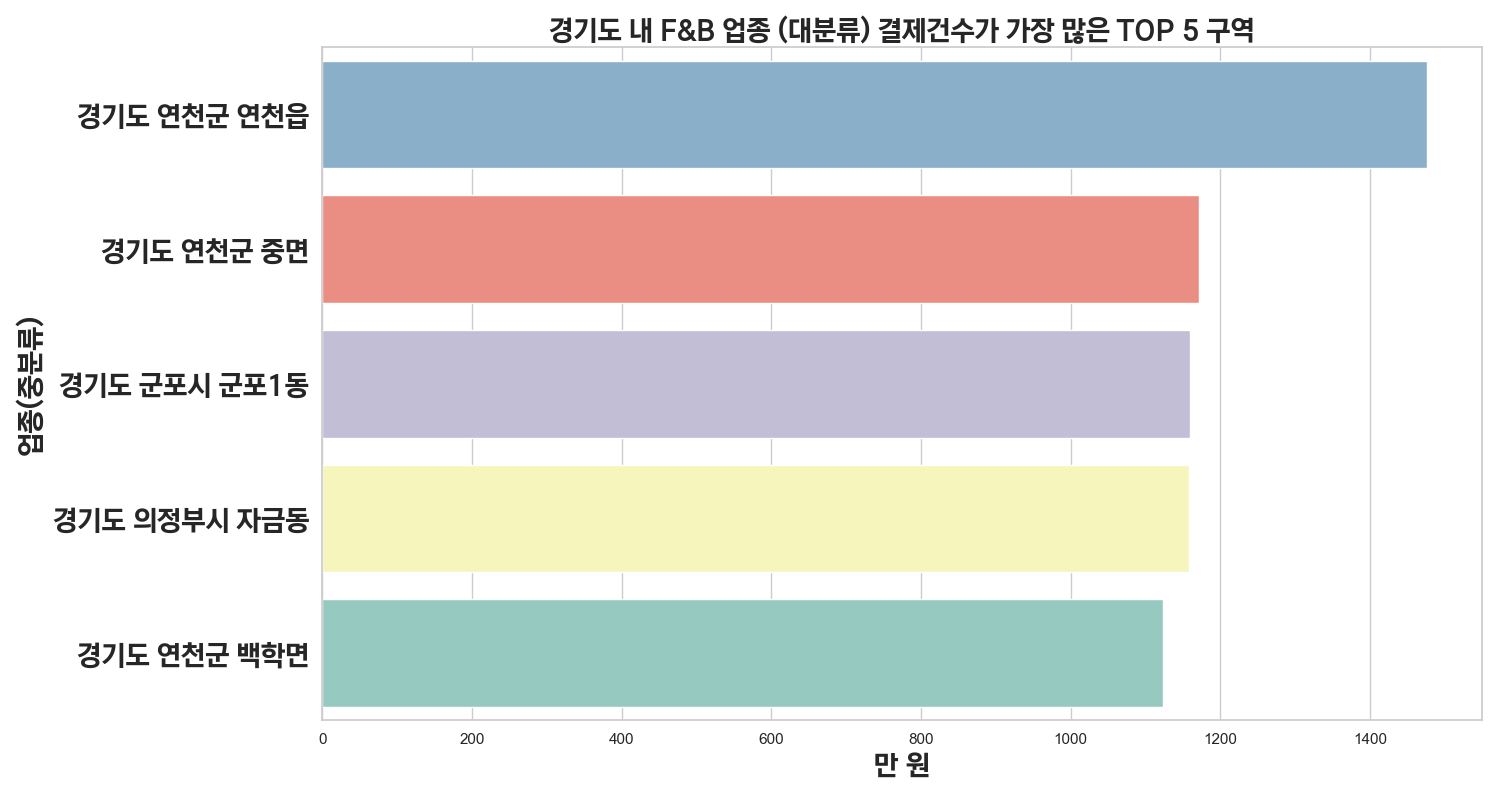 경기도 내 F&B 업종 (대분류) 결제건수가 가장 많은 TOP 5 구역
업종(중분류)
경기도 연천군 연천읍
경기도 연천군 중면
경기도 군포시 군포1동
경기도 의정부시 자금동
경기도 연천군 백학면
0 200 400 600 800 1000 1200 1400
만 원